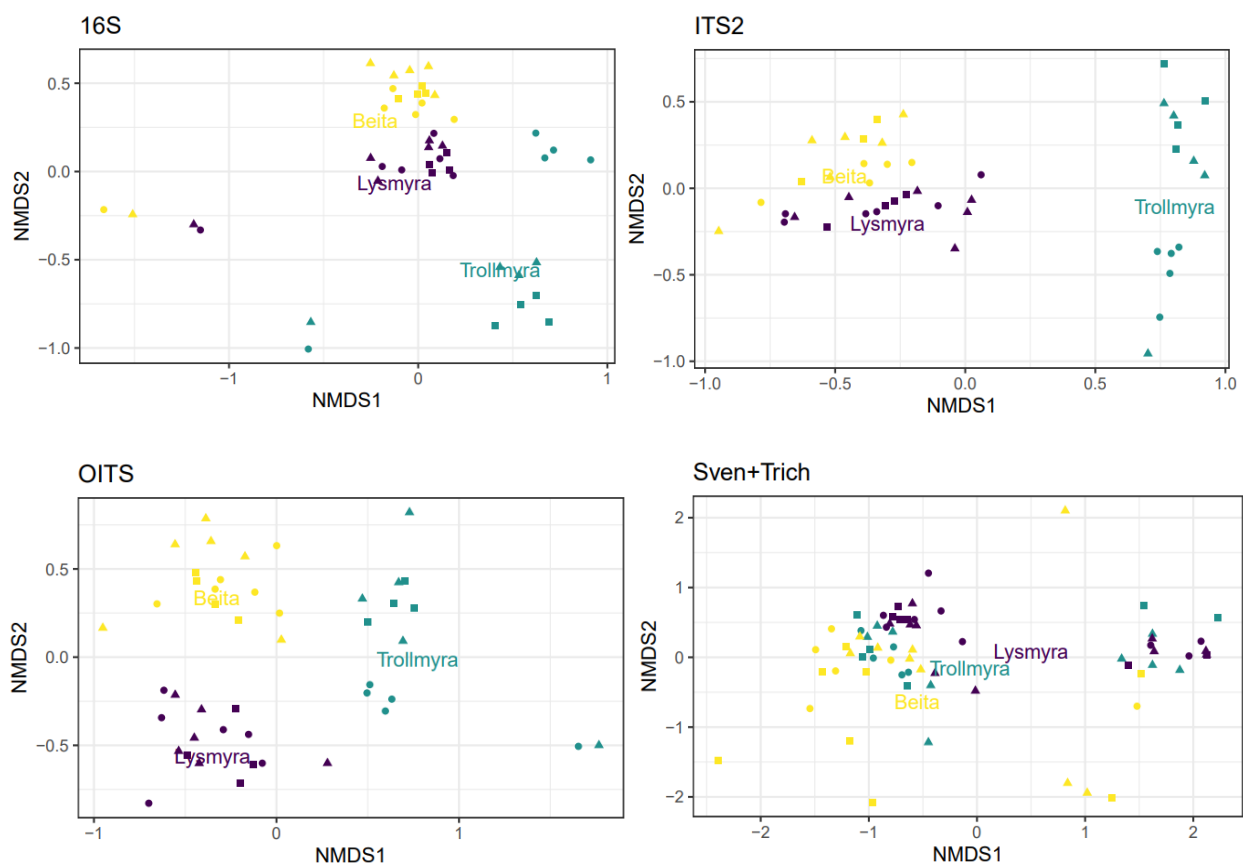 16S
0.5
0.0
−0.5
−1.0
NMDS2
Beita
Lysmyra
Trollmyra
−1
0
1
NMDS1
ITS2
0.5
0.0
−0.5
−1.0
NMDS2
Beita
Lysmyra
Trollmyra
−1.0
−0.5
0.0
0.5
1.0
NMDS1
OITS
0.5
0.0
−0.5
NMDS2
Beita
Trollmyra
Lysmyra
−1
0
1
NMDS1
Sven+Trich
2
1
0
−1
−2
NMDS2
Lysmyra
Trollmyra
Beita
−2
−1
0
1
2
NMDS1